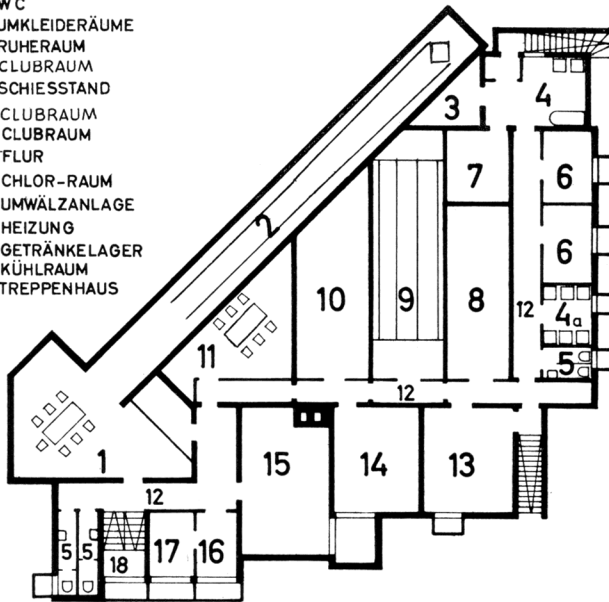 WC
UMKLEIDERÄUME
RUHERAUM
CLUBRAUM
SCHIESSTAND
CLUBRAUM
CLUBRAUM
FLUR
CHLOR-RAUM
UMWÄLZANLAGE
HEIZUNG
GETRÄNKELAGER
KÜHLRAUM
TREPPENHAUS
3
4
7
6
2
6
10
9
8
12
4a
11
5
12
1
15
14
13
12
5
5
18
17
16